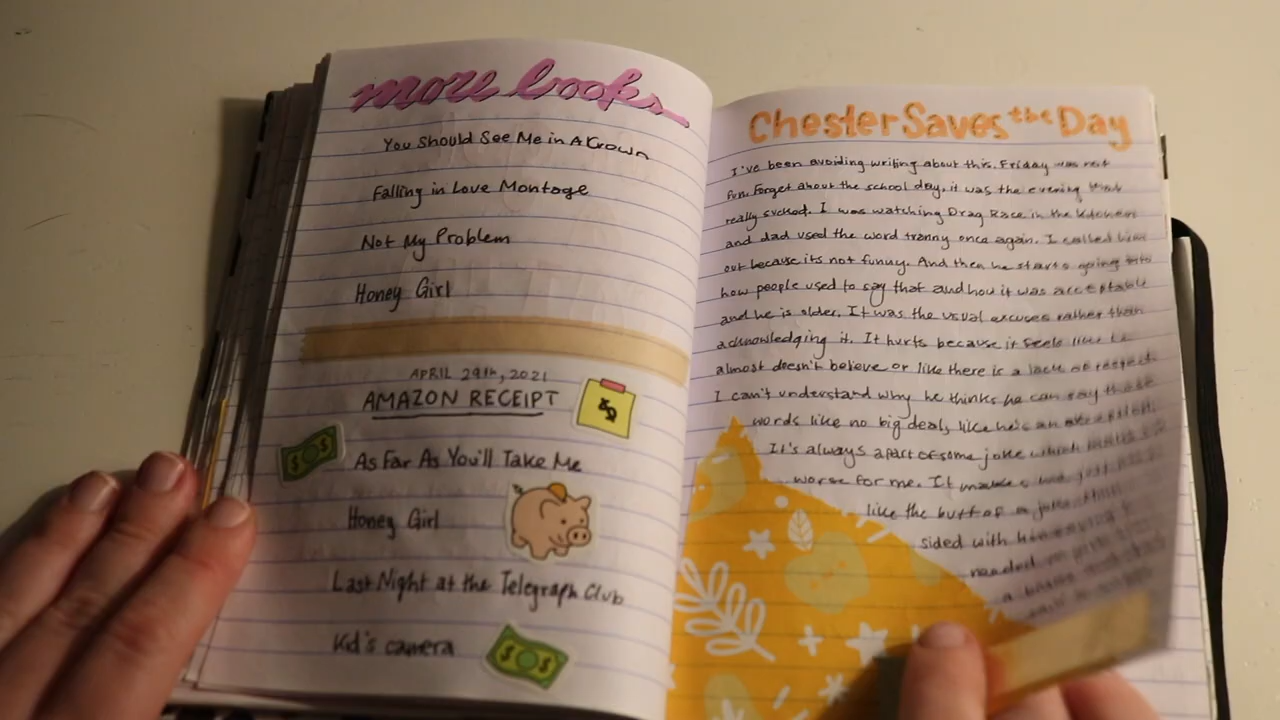 more books
You Should See Me in A Crown
Falling in Love Montage
Not My Problem
Honey Girl
APRIL 29th, 2021
AMAZON RECEIPT
As Far As You'll Take Me
Honey Girl
Last Night at the Telegraph Club
Kid's camera
Chester Saves the Day
I've been avoiding writing about this. Friday was not
fun. Forget about the school day, it was the evening that
really sucked. I was watching Drag Race in the kitchen
and dad used the word tranny once again. I called him
out because its not funny. And then he starts going into
how people used to say that and how it was acceptable
and he is older. It was the usual excuses rather than
acknowledging it. It hurts because it feels like he
almost doesn't believe or like there is a lack of respect.
I can't understand why he thinks he can say those
words like no big deal, like he's an
It's always apart of some joke which
worse for me. It
like the butt of a joke.
sided with
needed
a